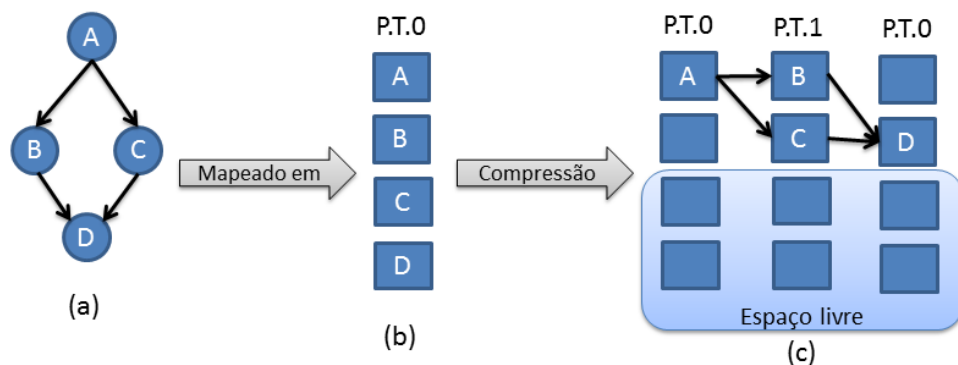 A
B
C
D
(a)
Mapeado em
P.T.0
A
B
C
D
(b)
Compressão
P.T.0
P.T.1
P.T.0
A
B
C
D
Espaço livre
(c)